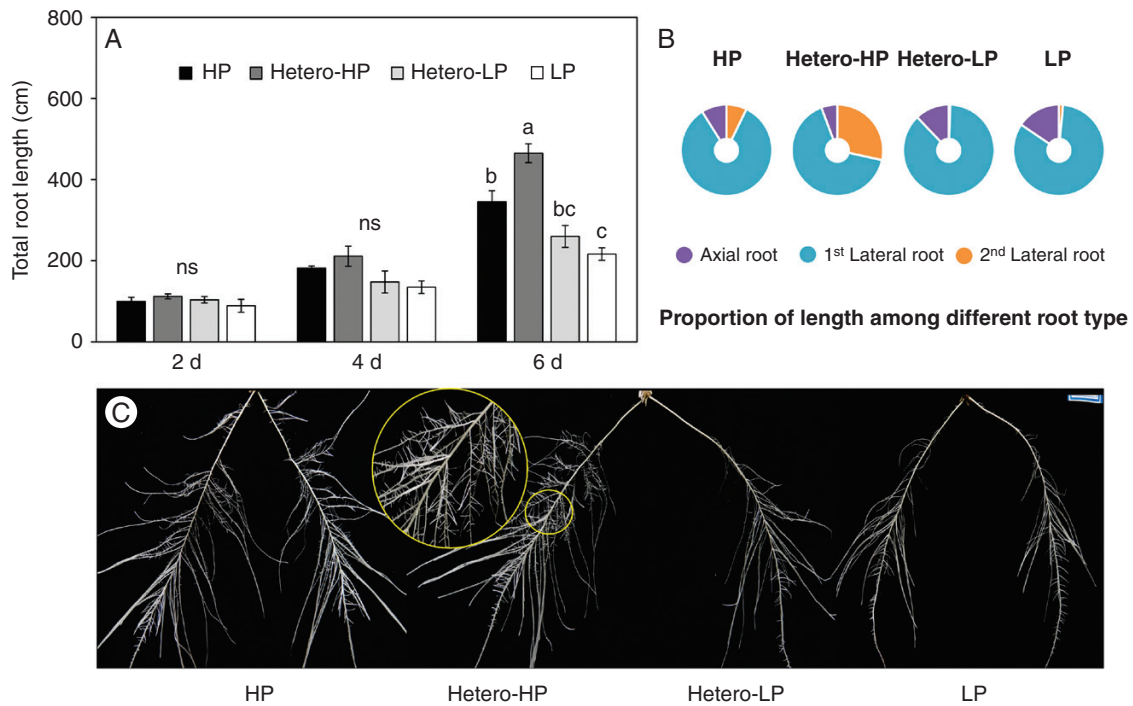 A
Total root length (cm)
800
600
400
200
0
HP Hetero-HP Hetero-LP LP
ns
ns
b
a
bc
c
2 d 4 d 6 d
B
HP Hetero-HP Hetero-LP LP
Axial root 1st Lateral root 2nd Lateral root
Proportion of length among different root type
C
HP Hetero-HP Hetero-LP LP